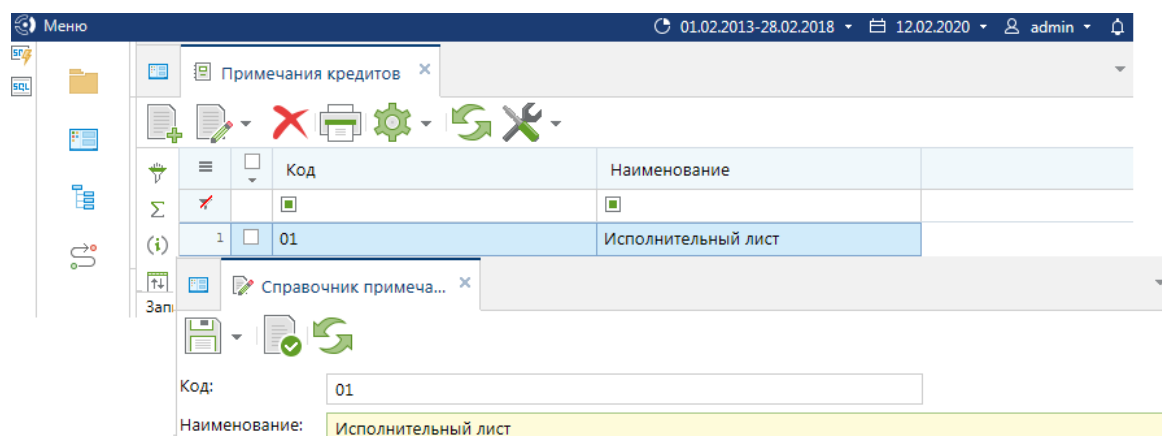 Меню 01.02.2013-28.02.2018 12.02.2020 admin
SQL
Примечания кредитов
Код Наименование
1 01 Исполнительный лист
Справочник примеча...
Запи
Код: 01
Наименование: Исполнительный лист